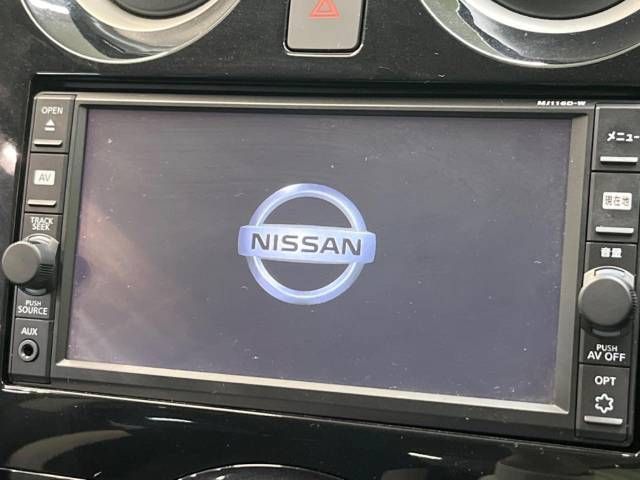 MJ116D-W
OPEN
AV
TRACK
SEEK
PUSH
SOURCE
AUX
NISSAN
メニュー
現在地
音量
PUSH
AV OFF
OPT